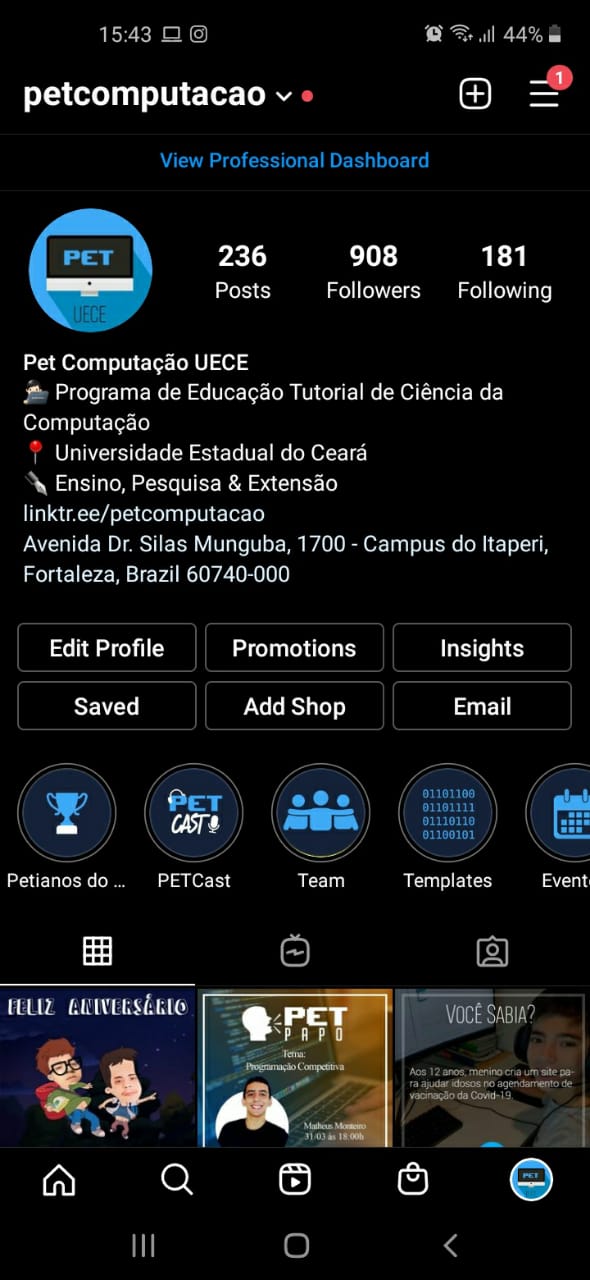 15:43
44%
petcomputacao
1
View Professional Dashboard
PET
UECE
236
Posts
908
Followers
181
Following
Pet Computação UECE
Programa de Educação Tutorial de Ciência da
Computação
Universidade Estadual do Ceará
Ensino, Pesquisa & Extensão
linktr.ee/petcomputacao
Avenida Dr. Silas Munguba, 1700 - Campus do Itaperi,
Fortaleza, Brazil 60740-000
Edit Profile
Promotions
Insights
Saved
Add Shop
Email
PET
CAST
01101100
01101111
01110110
01100101
Petianos do ...
PETCast
Team
Templates
Evento
FELIZ ANIVERSÁRIO
PET
PAPO
Tema:
Programação Competitiva
Matheus Monteiro
31/03 às 18:00h
VOCÊ SABIA?
Aos 12 anos, menino cria um site pa-
ra ajudar idosos no agendamento de
vacinação da Covid-19.
PET